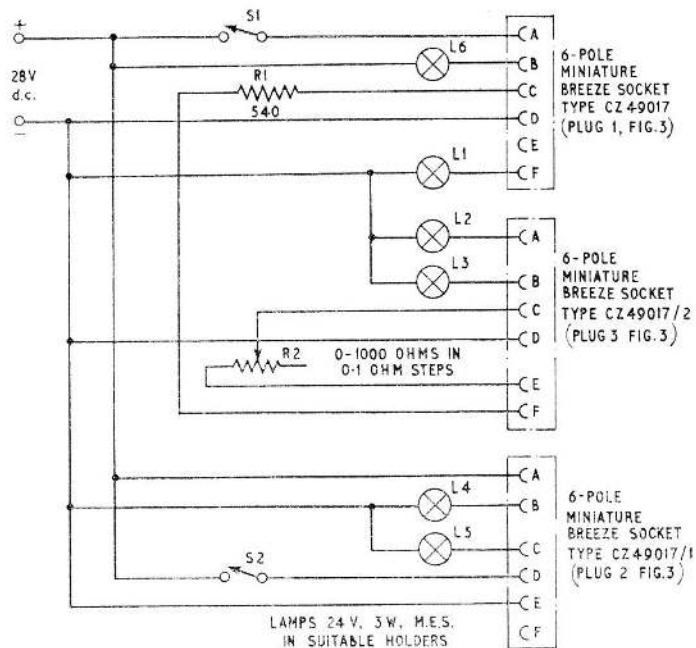 +
28V
d.c.
–
S1
L6
R1
540
L1
A
B
C
D
E
F
6-POLE
MINIATURE
BREEZE SOCKET
TYPE CZ 49017
(PLUG 1, FIG.3)
L2
L3
R2
0-1000 OHMS IN
0·1 OHM STEPS
A
B
C
D
E
F
6-POLE
MINIATURE
BREEZE SOCKET
TYPE CZ49017/2
(PLUG 3 FIG.3)
L4
L5
S2
A
B
C
D
E
F
6-POLE
MINIATURE
BREEZE SOCKET
TYPE CZ49017/1
(PLUG 2 FIG.3)
LAMPS 24 V, 3 W, M.E.S.
IN SUITABLE HOLDERS